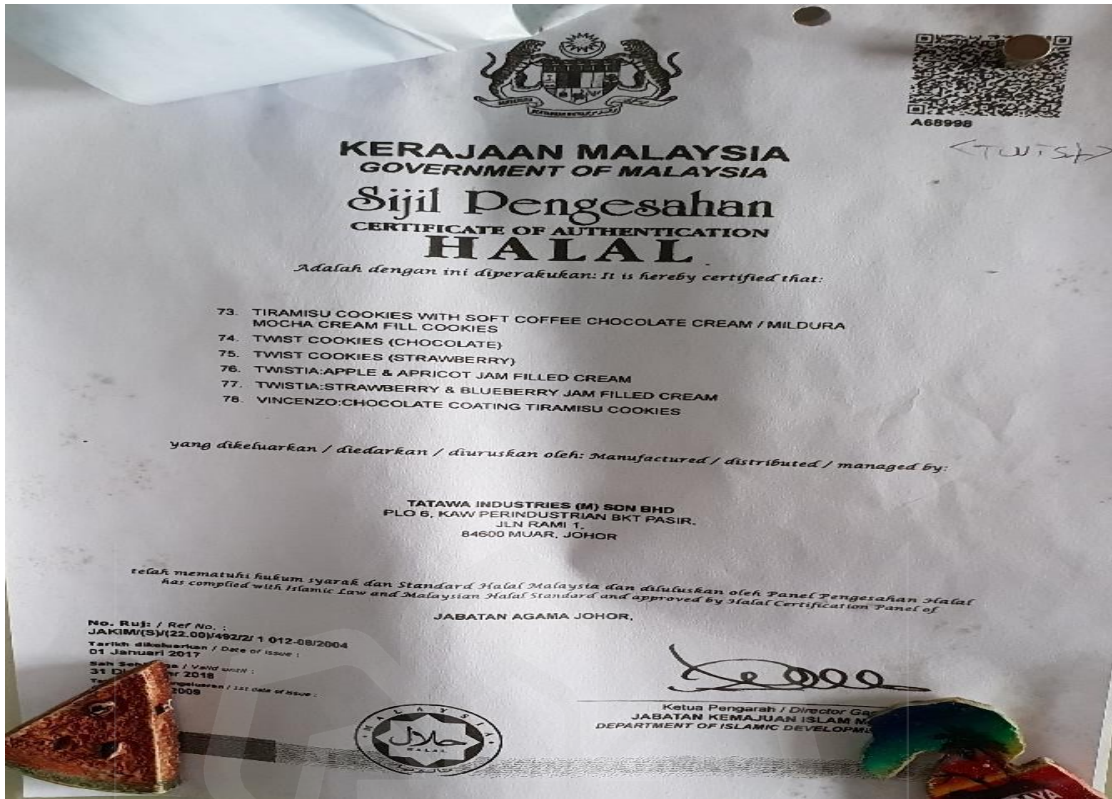 A68998
KERAJAAN MALAYSIA
GOVERNMENT OF MALAYSIA
Sijil Pengesahan
CERTIFICATE OF AUTHENTICATION
HALAL
Adalah dengan ini diperakukan: It is hereby certified that:
73. TIRAMISU COOKIES WITH SOFT COFFEE CHOCOLATE CREAM / MILDURA
MOCHA CREAM FILL COOKIES
74. TWIST COOKIES (CHOCOLATE)
75. TWIST COOKIES (STRAWBERRY)
76. TWISTIA:APPLE & APRICOT JAM FILLED CREAM
77. TWISTIA:STRAWBERRY & BLUEBERRY JAM FILLED CREAM
78. VINCENZO:CHOCOLATE COATING TIRAMISU COOKIES
yang dikeluarkan / diedarkan / diuruskan oleh: Manufactured / distributed / managed by:
TATAWA INDUSTRIES (M) SDN BHD
PLO 6, KAW PERINDUSTRIAN BKT PASIR,
JLN RAMI 1,
84600 MUAR, JOHOR
telah mematuhi hukum syarak dan Standard Halal Malaysia dan diluluskan oleh Panel Pengesahan Halal
has complied with Islamic Law and Malaysian Halal Standard and approved by Halal Certification Panel of
JABATAN AGAMA JOHOR,
No. Ruj: / Ref No. :
JAKIM/(S)/(22.00)/492/2/ 1 012-08/2004
Tarikh dikeluarkan / Date of issue :
01 Januari 2017
Sah / Valid until :
31 2018
/ 1st date of issue :
2009
MALAYSIA
حلال
HALAL
Ketua Pengarah / Director
JABATAN KEMAJUAN ISLAM
DEPARTMENT OF ISLAMIC